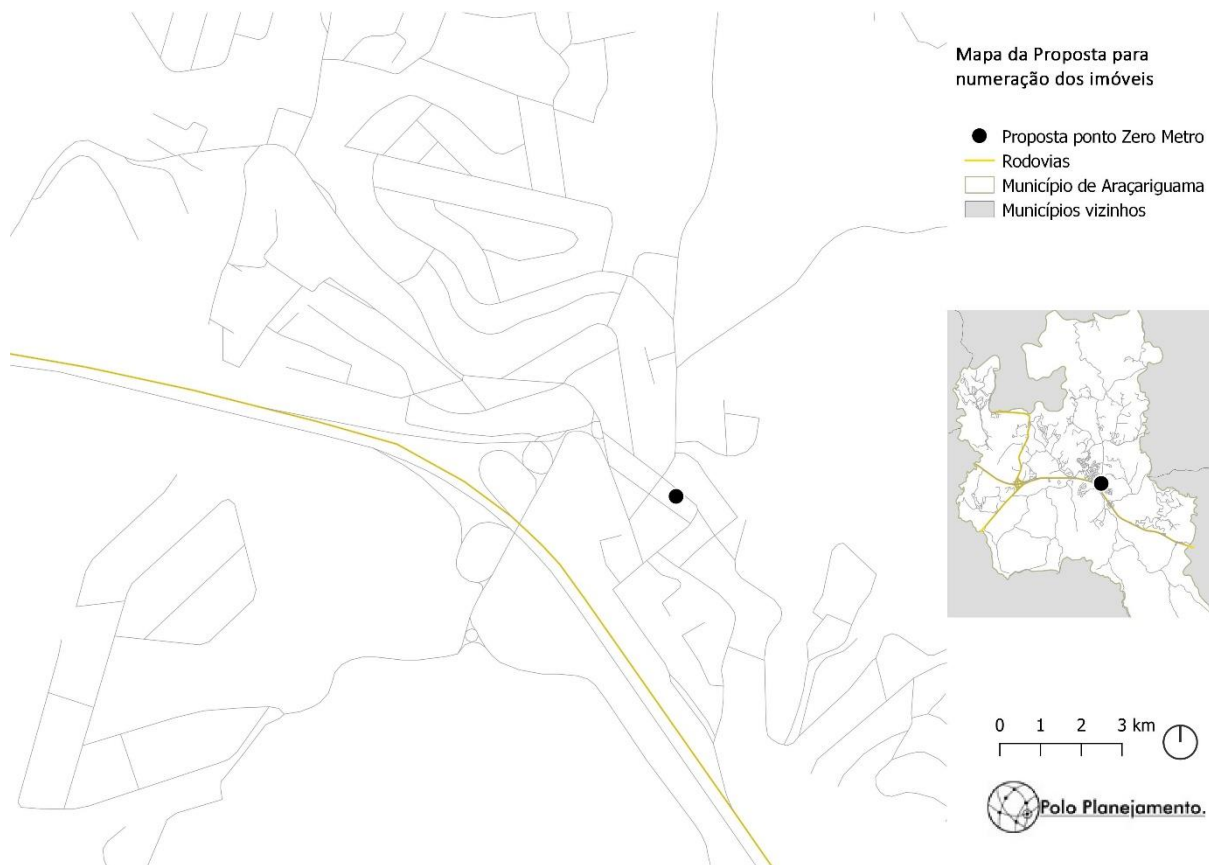 Mapa da Proposta para
numeração dos imóveis
Proposta ponto Zero Metro
Rodovias
Município de Araçariguama
Municípios vizinhos
0 1 2 3 km
Polo Planejamento.